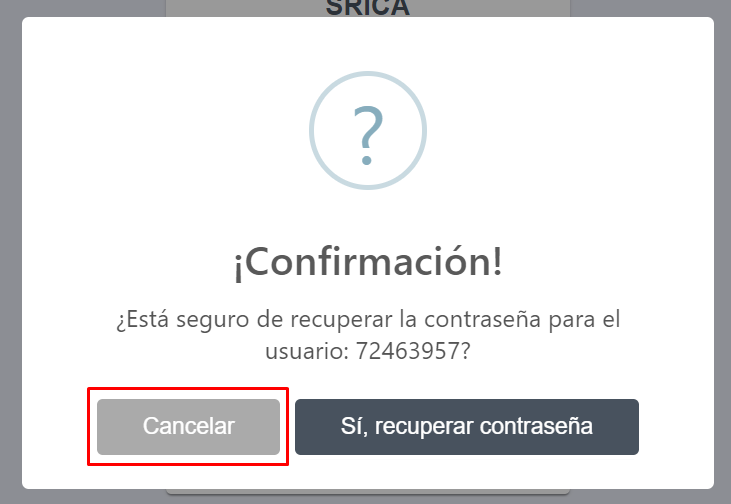 SRICA
?
¡Confirmación!
¿Está seguro de recuperar la contraseña para el
usuario: 72463957?
Cancelar
Sí, recuperar contraseña